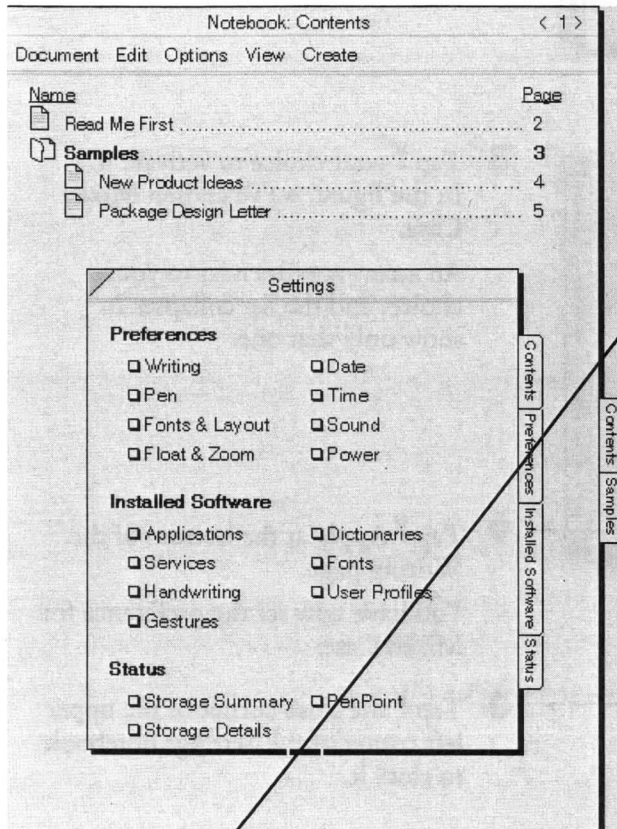 Notebook: Contents < 1 >
Document Edit Options View Create
Name Page
Read Me First 2
Samples 3
New Product Ideas 4
Package Design Letter 5
Settings
Preferences
Writing Date
Pen Time
Fonts & Layout Sound
Float & Zoom Power
Installed Software
Applications Dictionaries
Services Fonts
Handwriting User Profiles
Gestures
Status
Storage Summary PenPoint
Storage Details
Contents
Preferences
Installed Software
Status
Contents
Samples